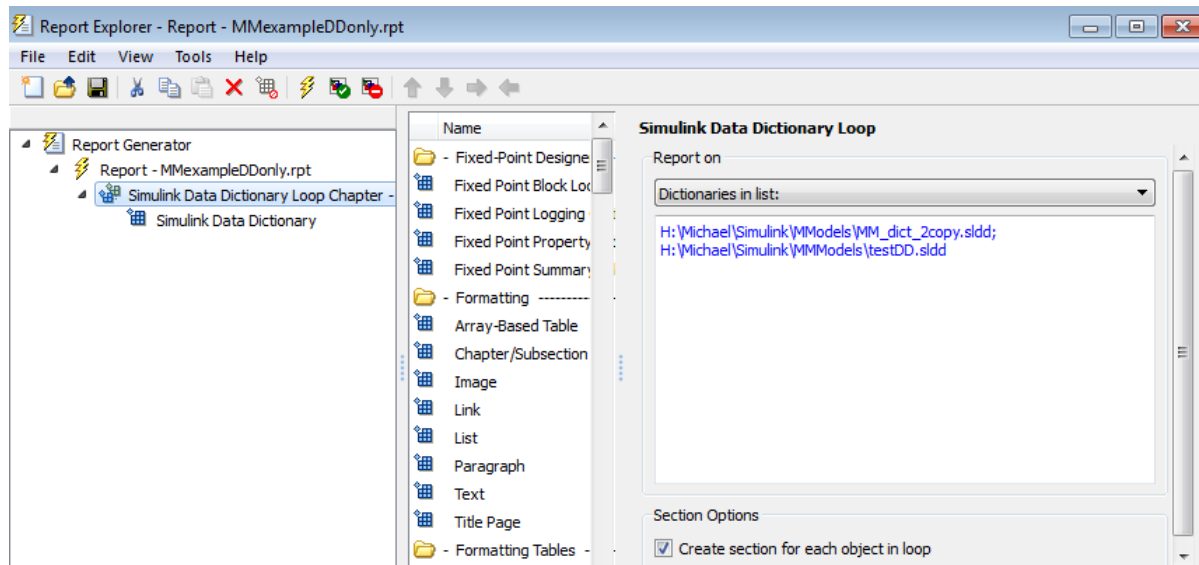 Report Explorer - Report - MMexampleDDonly.rpt
File Edit View Tools Help
Report Generator
Report - MMexampleDDonly.rpt
Simulink Data Dictionary Loop Chapter -
Simulink Data Dictionary
Name
- Fixed-Point Designe
Fixed Point Block Loo
Fixed Point Logging
Fixed Point Property
Fixed Point Summary
- Formatting ----------
Array-Based Table
Chapter/Subsection
Image
Link
List
Paragraph
Text
Title Page
- Formatting Tables -
Simulink Data Dictionary Loop
Report on
Dictionaries in list:
H:\Michael\Simulink\MModels\MM_dict_2copy.sldd;
H:\Michael\Simulink\MMModels\testDD.sldd
Section Options
Create section for each object in loop